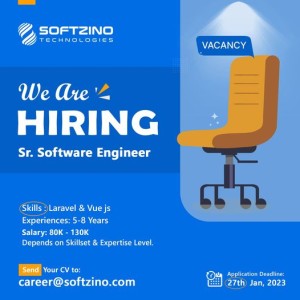 SOFTZINO
TECHNOLOGIES
VACANCY
We Are
HIRING
Sr. Software Engineer
Skills : Laravel & Vue js
Experiences: 5-8 Years
Salary: 80K - 130K
Depends on Skillset & Expertise Level.
Send Your CV to:
career@softzino.com
Application Deadline:
27th Jan, 2023